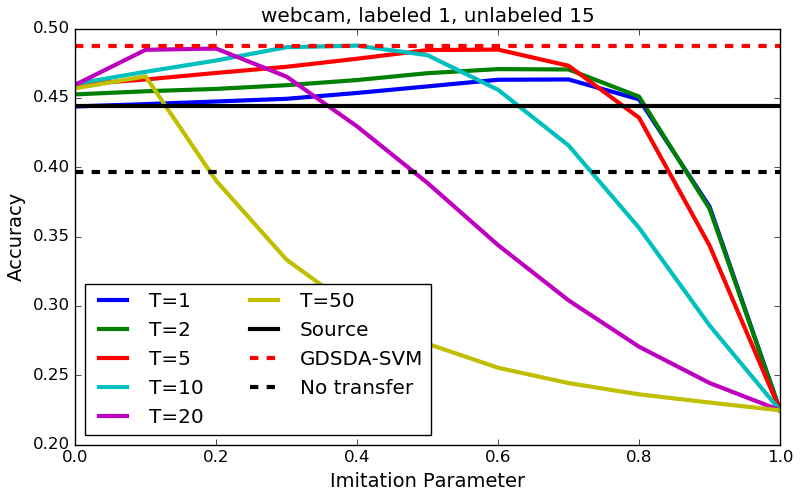 webcam, labeled 1, unlabeled 15
Accuracy
0.50
0.45
0.40
0.35
0.30
0.25
0.20
T=1
T=2
T=5
T=10
T=20
T=50
Source
GDSDA-SVM
No transfer
0.0 0.2 0.4 0.6 0.8 1.0
Imitation Parameter